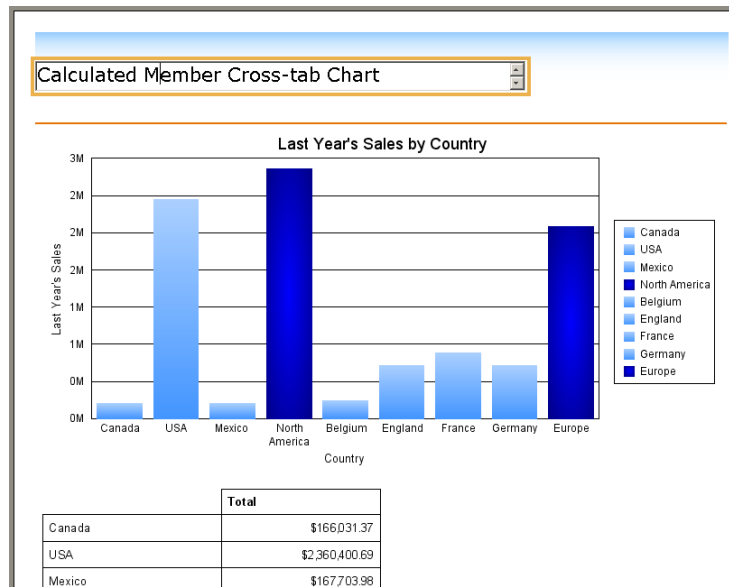 Calculated Member Cross-tab Chart
Last Year's Sales by Country
3M
2M
2M
2M
1M
1M
0M
0M
Last Year's Sales
Canada USA Mexico North America Belgium England France Germany Europe
Country
Canada
USA
Mexico
North America
Belgium
England
France
Germany
Europe
Total
Canada $166,031.37
USA $2,360,400.69
Mexico $167,703.98